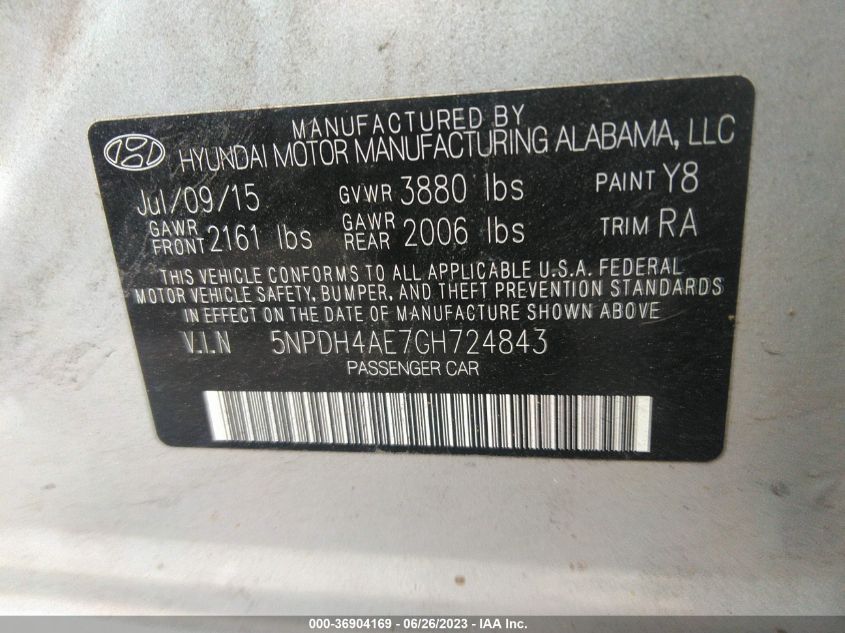 MANUFACTURED BY
HYUNDAI MOTOR MANUFACTURING ALABAMA, LLC
Jul/09/15 GVWR 3880 lbs PAINT Y8
GAWR FRONT 2161 lbs GAWR REAR 2006 lbs TRIM RA
THIS VEHICLE CONFORMS TO ALL APPLICABLE U.S.A. FEDERAL
MOTOR VEHICLE SAFETY, BUMPER, AND THEFT PREVENTION STANDARDS
IN EFFECT ON THE DATE OF MANUFACTURE SHOWN ABOVE
V.I.N 5NPDH4AE7GH724843
PASSENGER CAR
000-36904169 - 06/26/2023 - IAA Inc.